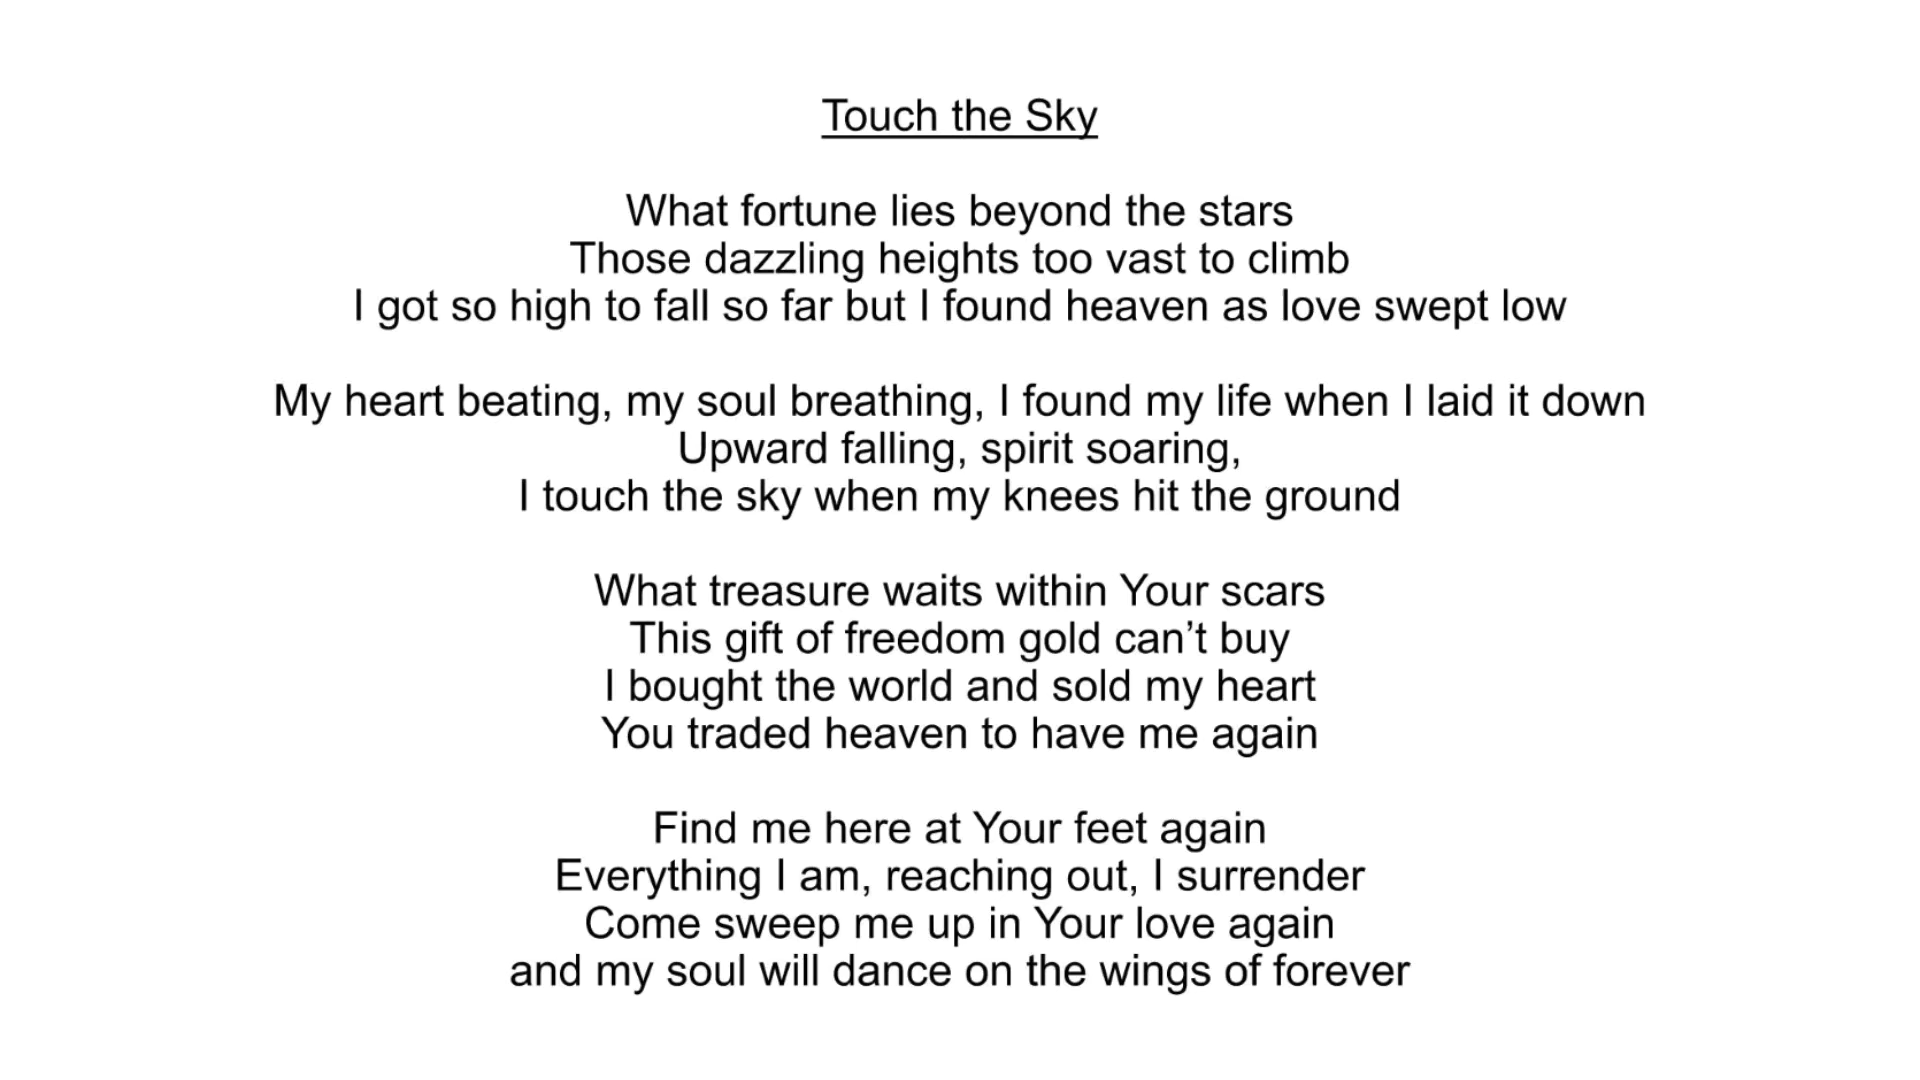 Touch the Sky
What fortune lies beyond the stars
Those dazzling heights too vast to climb
I got so high to fall so far but I found heaven as love swept low
My heart beating, my soul breathing, I found my life when I laid it down
Upward falling, spirit soaring,
I touch the sky when my knees hit the ground
What treasure waits within Your scars
This gift of freedom gold can’t buy
I bought the world and sold my heart
You traded heaven to have me again
Find me here at Your feet again
Everything I am, reaching out, I surrender
Come sweep me up in Your love again
and my soul will dance on the wings of forever